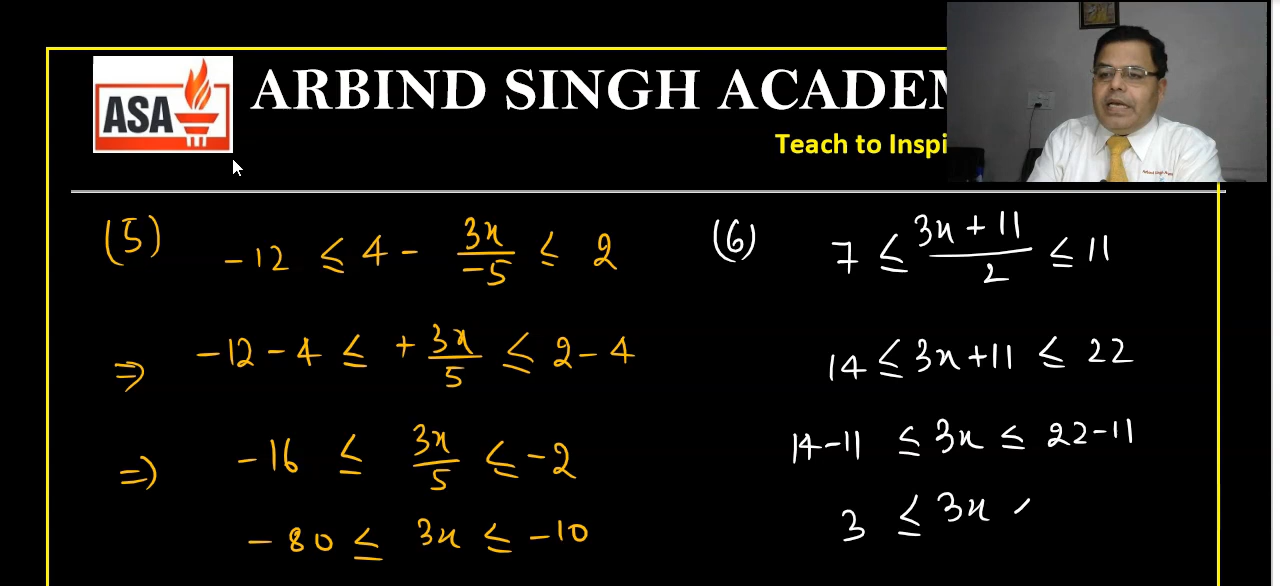 ASA
ARBIND SINGH ACADEM
Teach to Inspi
(5) -12 ≤ 4 - 3x/-5 ≤ 2
⇒ -12 - 4 ≤ + 3x/5 ≤ 2 - 4
⇒ -16 ≤ 3x/5 ≤ -2
-80 ≤ 3x ≤ -10
(6) 7 ≤ 3x + 11/2 ≤ 11
14 ≤ 3x + 11 ≤ 22
14 - 11 ≤ 3x ≤ 22 - 11
3 ≤ 3x